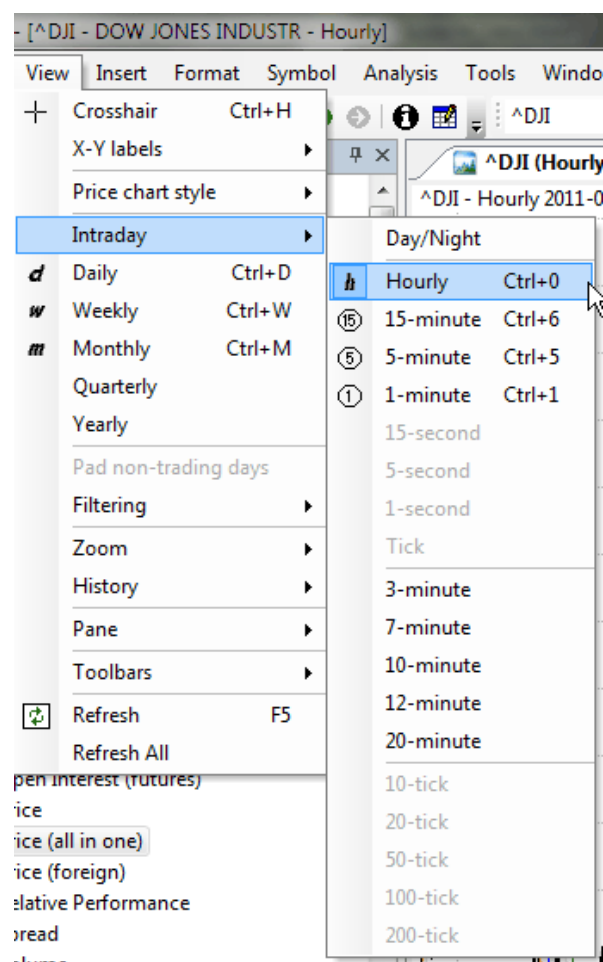 - [^DJI - DOW JONES INDUSTR - Hourly]
View Insert Format Symbol Analysis Tools
^DJI
Crosshair Ctrl+H
X-Y labels
^DJI (Hourly
Price chart style
^DJI - Hourly 2011-0
Intraday
Day/Night
d Daily Ctrl+D
h Hourly Ctrl+0
w Weekly Ctrl+W
15 15-minute Ctrl+6
m Monthly Ctrl+M
5 5-minute Ctrl+5
Quarterly
1 1-minute Ctrl+1
Yearly
15-second
Pad non-trading days
5-second
Filtering
1-second
Zoom
Tick
History
3-minute
Pane
7-minute
Toolbars
10-minute
Refresh F5
12-minute
Refresh All
20-minute
pen Interest (futures)
10-tick
rice
20-tick
rice (all in one)
50-tick
rice (foreign)
100-tick
elative Performance
200-tick
pread